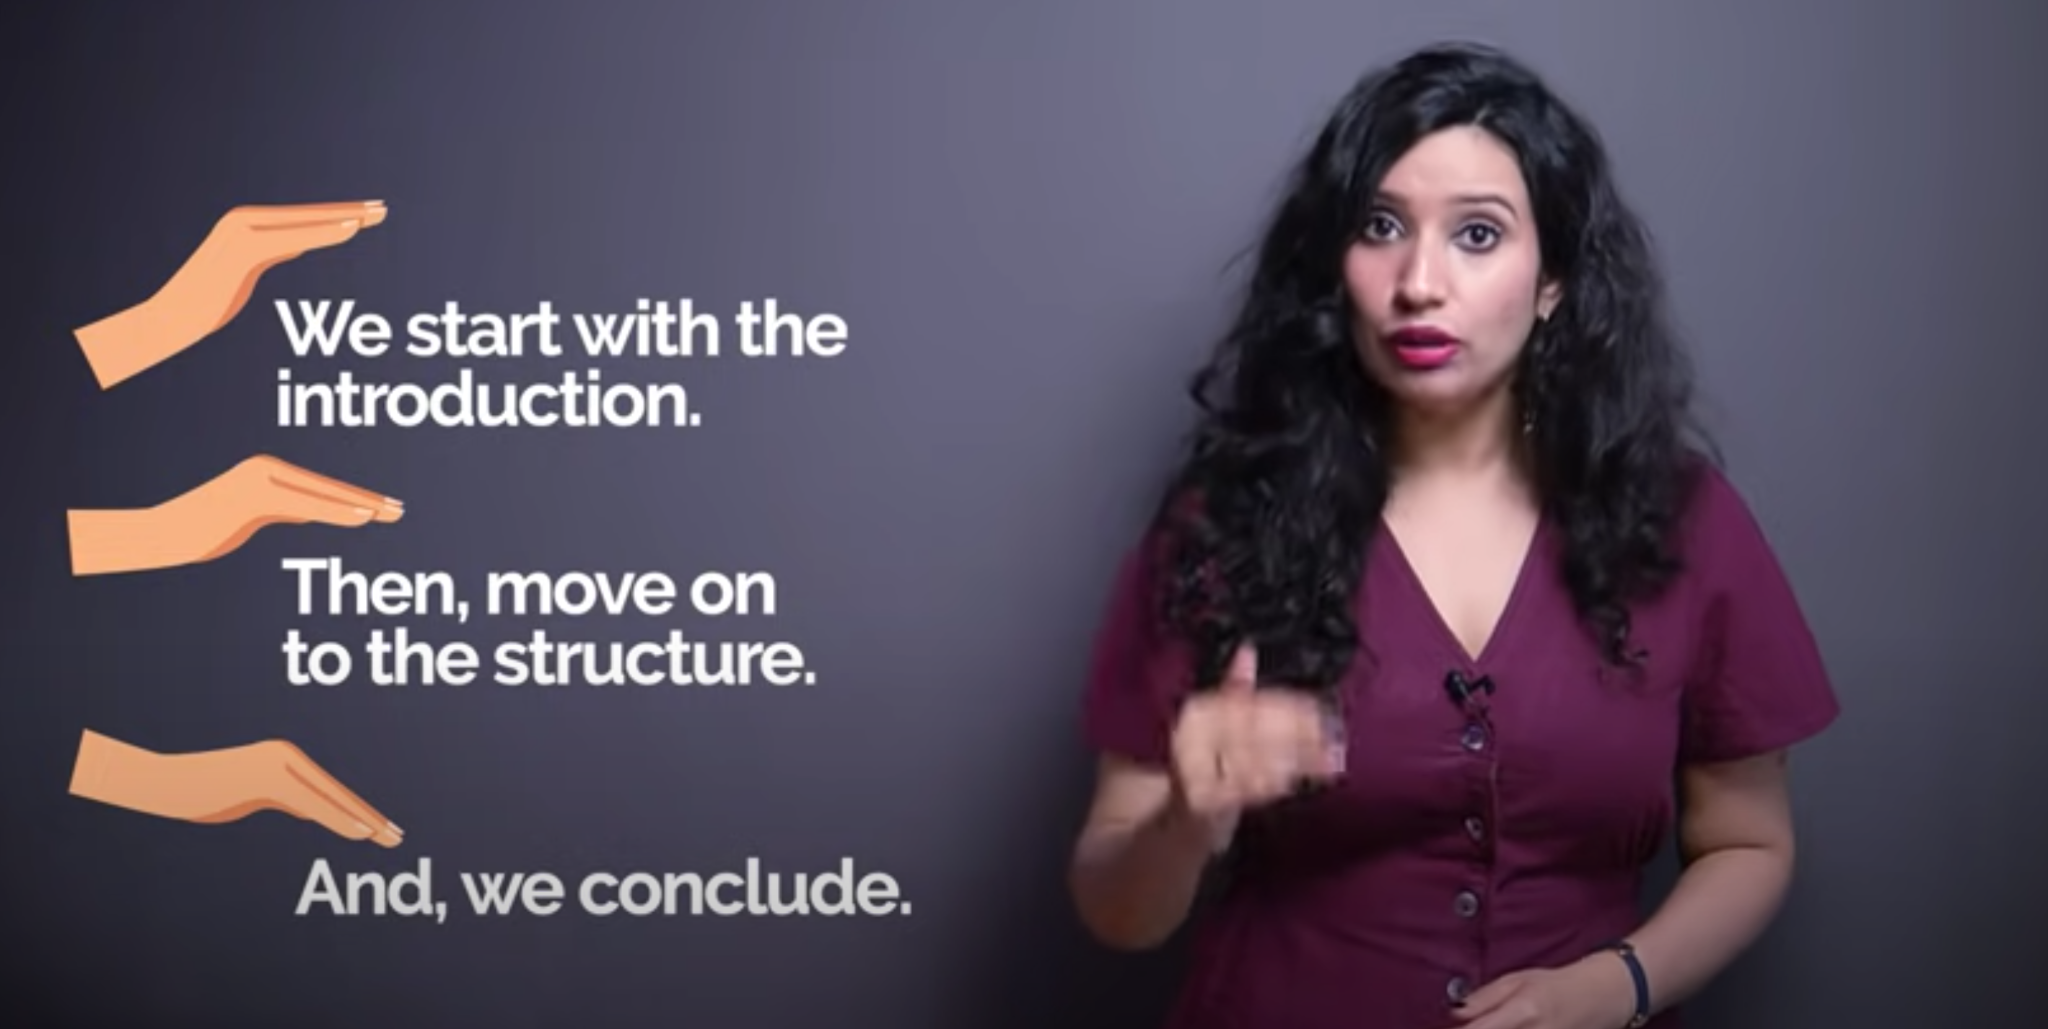 We start with the
introduction.
Then, move on
to the structure.
And, we conclude.